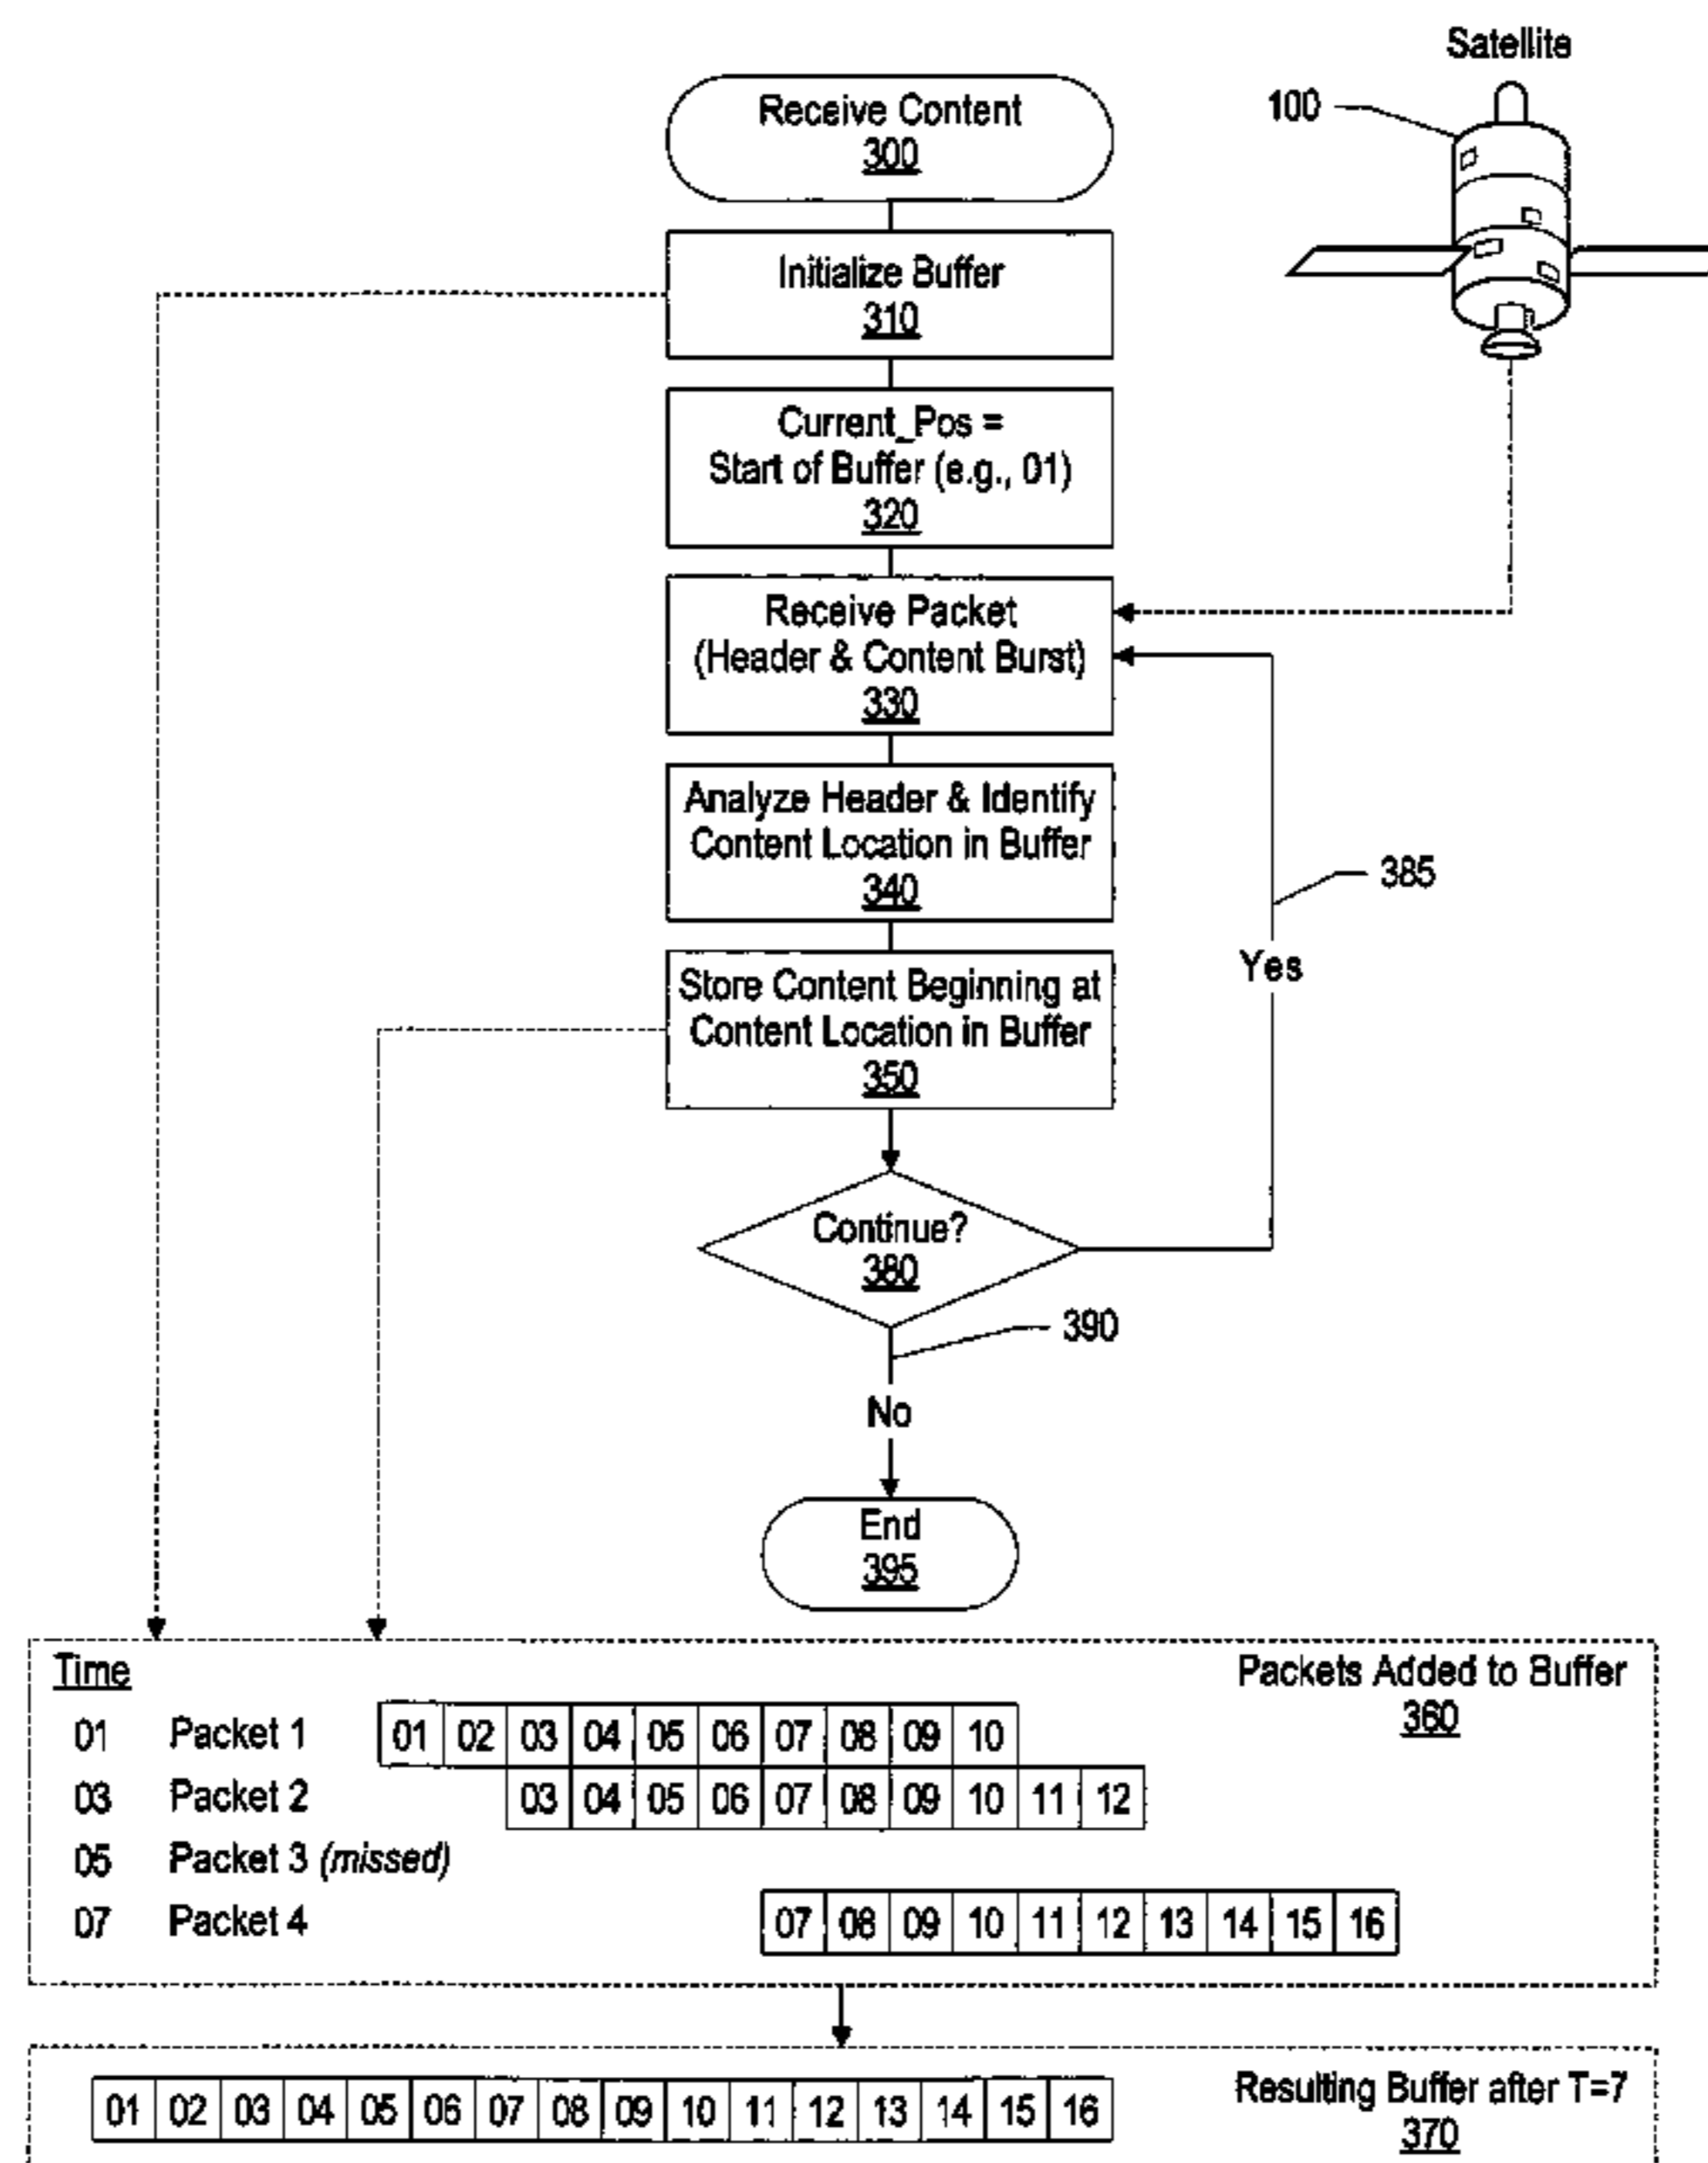 Satellite
100
Receive Content
300
Initialize Buffer
310
Current_Pos =
Start of Buffer (e.g., 01)
320
Receive Packet
(Header & Content Burst)
330
Analyze Header & Identify
Content Location in Buffer
340
385
Yes
Store Content Beginning at
Content Location in Buffer
350
Continue?
380
390
No
End
395
Time
Packets Added to Buffer
360
01 Packet 1 01 02 03 04 05 06 07 08 09 10
03 Packet 2 03 04 05 06 07 08 09 10 11 12
05 Packet 3 (missed)
07 Packet 4 07 08 09 10 11 12 13 14 15 16
Resulting Buffer after T=7
370
01 02 03 04 05 06 07 08 09 10 11 12 13 14 15 16